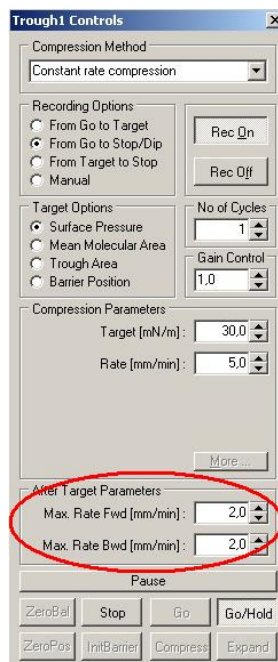 Trough1 Controls
Compression Method
Constant rate compression
Recording Options
From Go to Target
From Go to Stop/Dip
From Target to Stop
Manual
Rec On
Rec Off
Target Options
Surface Pressure
Mean Molecular Area
Trough Area
Barrier Position
No of Cycles
1
Gain Control
1,0
Compression Parameters
Target [mN/m] : 30,0
Rate [mm/min] : 5,0
More ...
After Target Parameters
Max. Rate Fwd [mm/min] : 2,0
Max. Rate Bwd [mm/min] : 2,0
Pause
ZeroBal Stop Go Go/Hold
ZeroPos InitBarrier Compress Expand